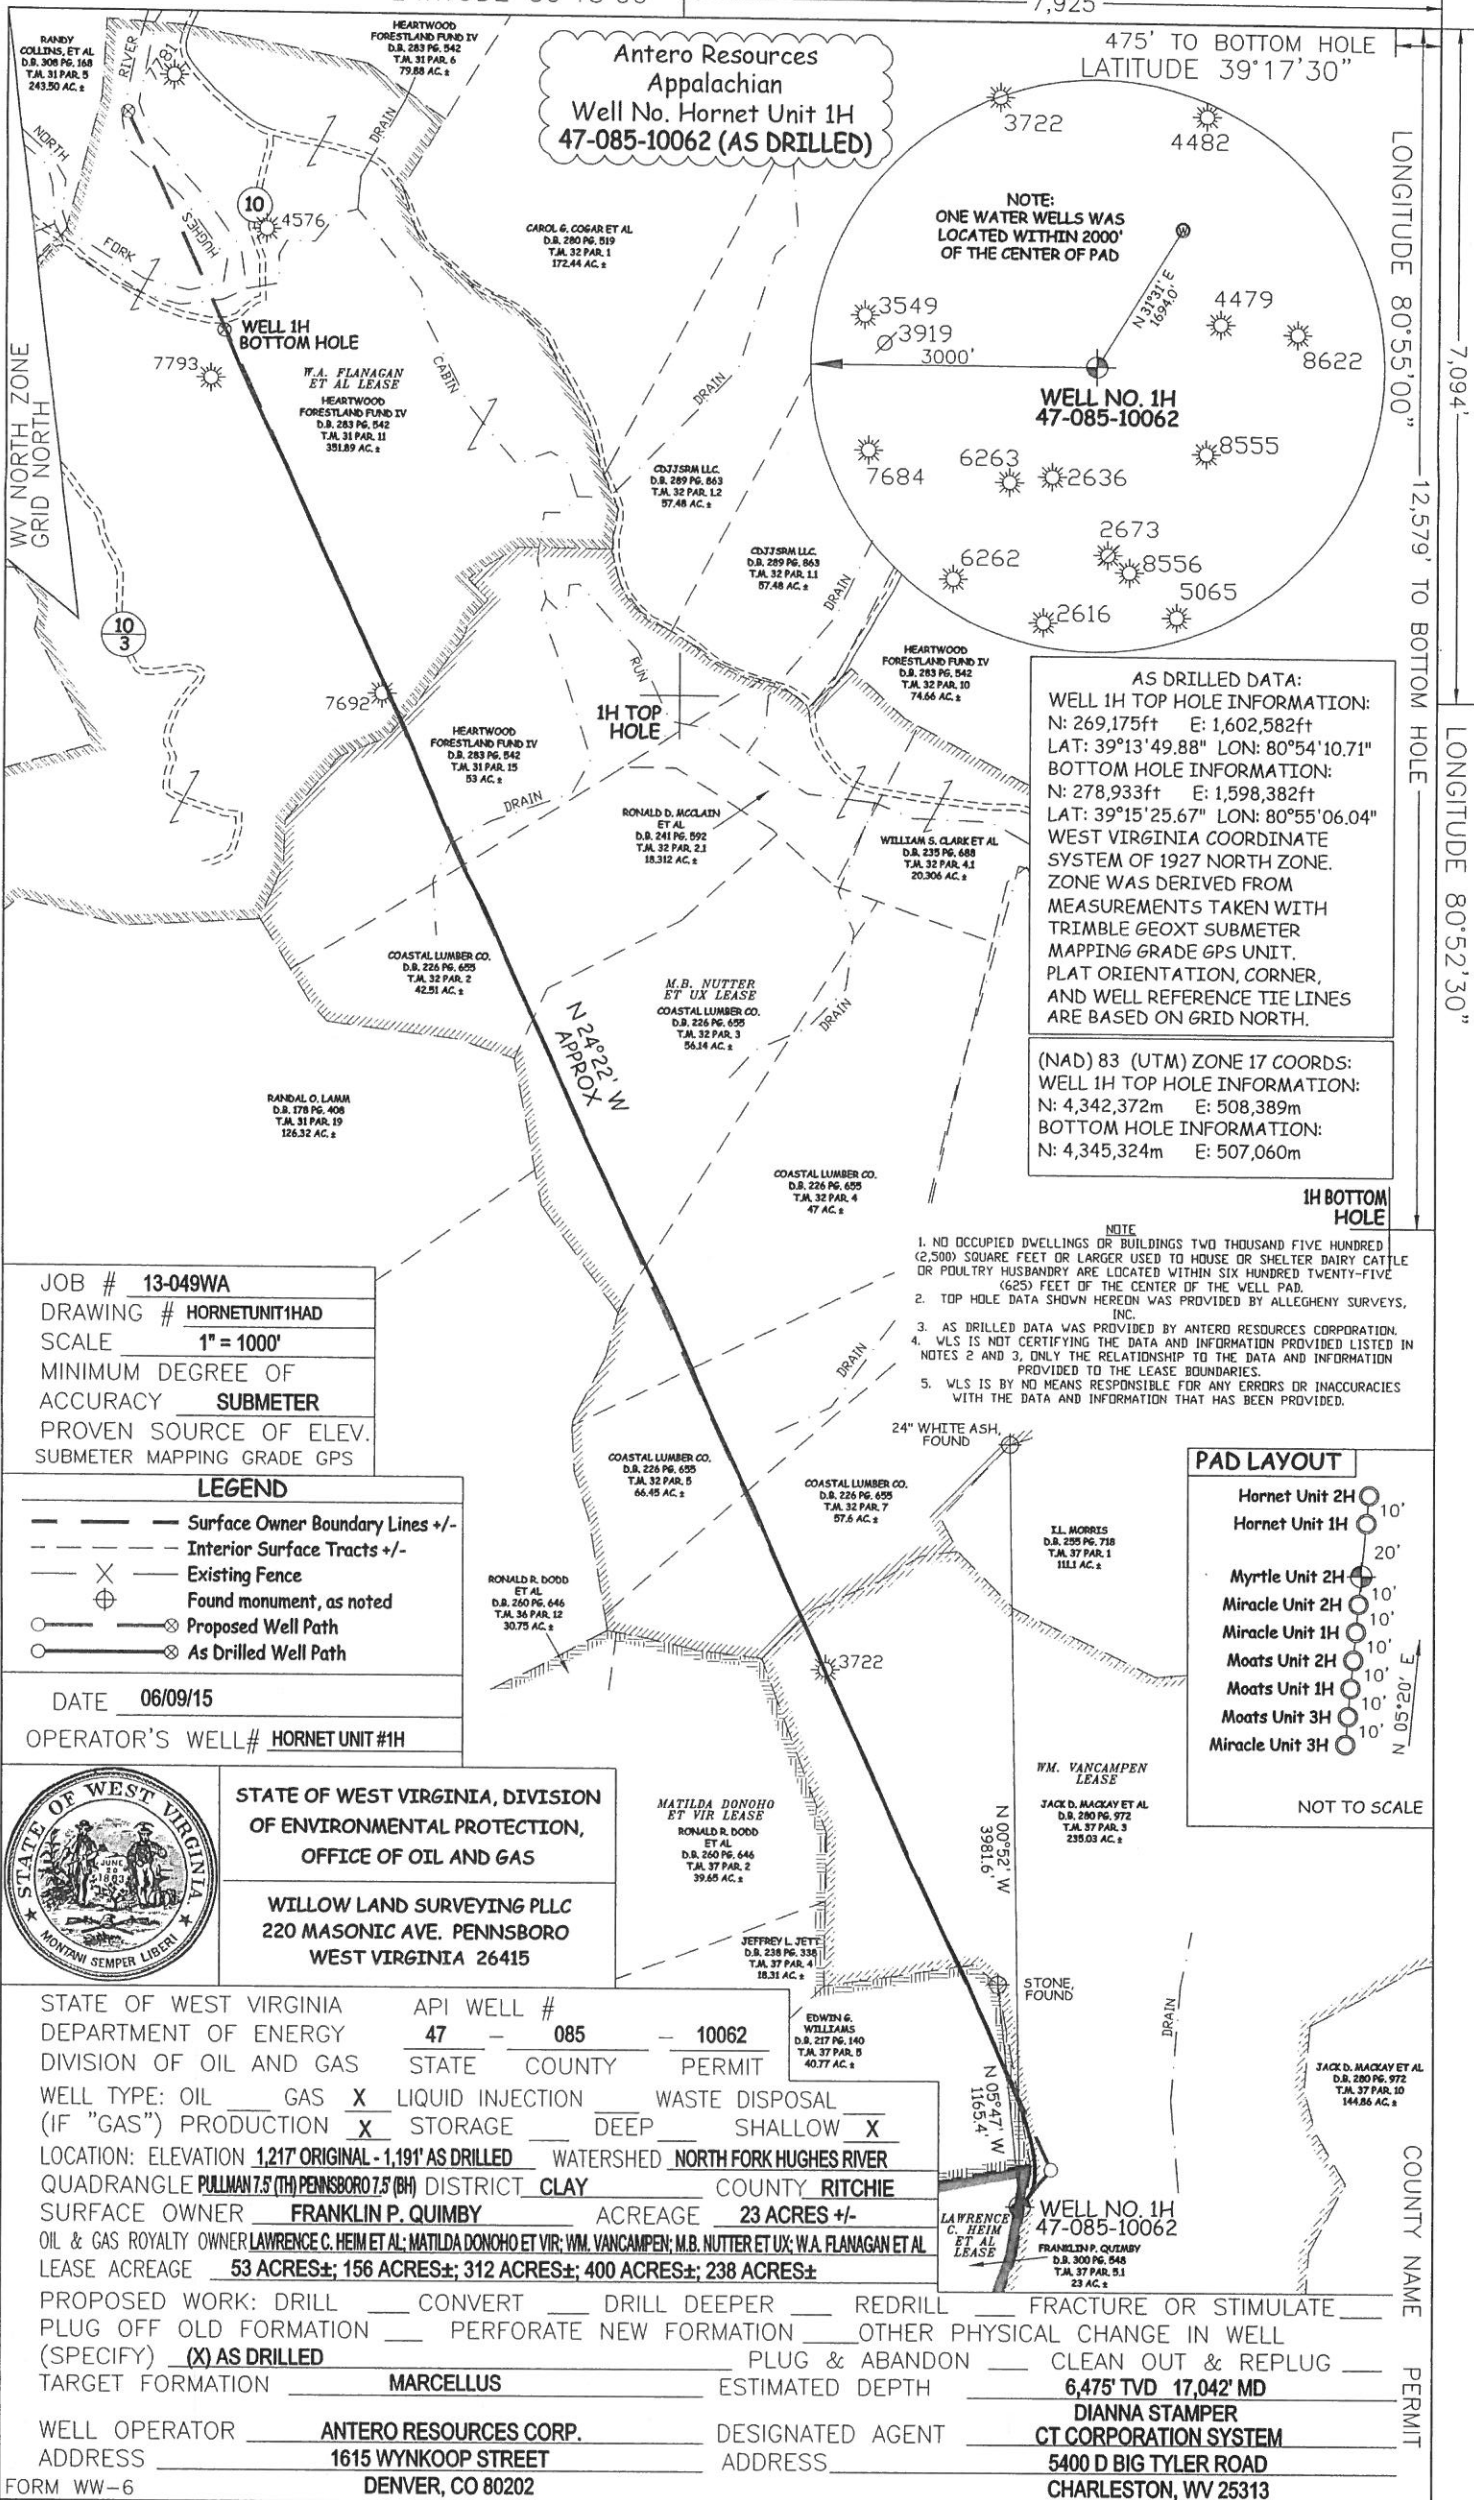 7,925
475' TO BOTTOM HOLE
LATITUDE 39°17'30"
Antero Resources
Appalachian
Well No. Hornet Unit 1H
47-085-10062 (AS DRILLED)
RANDY
COLLINS, ET AL
D.B. 308 PG. 168
T.M. 31 PAR. 5
243.50 AC. ±
RIVER
7781
HEARTWOOD
FORESTLAND FUND IV
D.B. 283 PG. 542
T.M. 31 PAR. 6
79.88 AC. ±
NORTH
DRAIN
10
4576
HUGHES
FORK
CAROL G. COGAR ET AL
D.B. 280 PG. 519
T.M. 32 PAR. 1
172.44 AC. ±
WELL 1H
BOTTOM HOLE
7793
W.A. FLANAGAN
ET AL LEASE
HEARTWOOD
FORESTLAND FUND IV
D.B. 283 PG. 542
T.M. 31 PAR. 11
351.89 AC. ±
CABIN
DRAIN
WV NORTH ZONE
GRID NORTH
3722
4482
NOTE:
ONE WATER WELLS WAS
LOCATED WITHIN 2000'
OF THE CENTER OF PAD
W
N 31°31' E
1694.0'
3549
3919
3000'
4479
8622
WELL NO. 1H
47-085-10062
7684
6263
2636
8555
2673
6262
8556
5065
2616
LONGITUDE 80°55'00"
12,579' TO BOTTOM HOLE
7,094'
LONGITUDE 80°52'30"
CDJJSRM LLC.
D.B. 289 PG. 863
T.M. 32 PAR. 1.2
57.48 AC. ±
CDJJSRM LLC.
D.B. 289 PG. 863
T.M. 32 PAR. 1.1
57.48 AC. ±
DRAIN
10
3
RUN
HEARTWOOD
FORESTLAND FUND IV
D.B. 283 PG. 542
T.M. 32 PAR. 10
74.66 AC. ±
7692
1H TOP
HOLE
HEARTWOOD
FORESTLAND FUND IV
D.B. 283 PG. 542
T.M. 31 PAR. 15
53 AC. ±
DRAIN
RONALD D. MCCLAIN
ET AL
D.B. 241 PG. 592
T.M. 32 PAR. 2.1
18.312 AC. ±
WILLIAM S. CLARK ET AL
D.B. 235 PG. 688
T.M. 32 PAR. 4.1
20.306 AC. ±
AS DRILLED DATA:
WELL 1H TOP HOLE INFORMATION:
N: 269,175ft E: 1,602,582ft
LAT: 39°13'49.88" LON: 80°54'10.71"
BOTTOM HOLE INFORMATION:
N: 278,933ft E: 1,598,382ft
LAT: 39°15'25.67" LON: 80°55'06.04"
WEST VIRGINIA COORDINATE
SYSTEM OF 1927 NORTH ZONE.
ZONE WAS DERIVED FROM
MEASUREMENTS TAKEN WITH
TRIMBLE GEOXT SUBMETER
MAPPING GRADE GPS UNIT.
PLAT ORIENTATION, CORNER,
AND WELL REFERENCE TIE LINES
ARE BASED ON GRID NORTH.
(NAD) 83 (UTM) ZONE 17 COORDS:
WELL 1H TOP HOLE INFORMATION:
N: 4,342,372m E: 508,389m
BOTTOM HOLE INFORMATION:
N: 4,345,324m E: 507,060m
COASTAL LUMBER CO.
D.B. 226 PG. 655
T.M. 32 PAR. 2
42.51 AC. ±
M.B. NUTTER
ET UX LEASE
COASTAL LUMBER CO.
D.B. 226 PG. 655
T.M. 32 PAR. 3
56.14 AC. ±
DRAIN
N 24°22' W
APPROX
RANDAL O. LAMM
D.B. 178 PG. 408
T.M. 31 PAR. 19
126.32 AC. ±
COASTAL LUMBER CO.
D.B. 226 PG. 655
T.M. 32 PAR. 4
47 AC. ±
1H BOTTOM
HOLE
NOTE
1. NO OCCUPIED DWELLINGS OR BUILDINGS TWO THOUSAND FIVE HUNDRED
(2,500) SQUARE FEET OR LARGER USED TO HOUSE OR SHELTER DAIRY CATTLE
OR POULTRY HUSBANDRY ARE LOCATED WITHIN SIX HUNDRED TWENTY-FIVE
(625) FEET OF THE CENTER OF THE WELL PAD.
2. TOP HOLE DATA SHOWN HEREON WAS PROVIDED BY ALLEGHENY SURVEYS,
INC.
3. AS DRILLED DATA WAS PROVIDED BY ANTERO RESOURCES CORPORATION.
4. WLS IS NOT CERTIFYING THE DATA AND INFORMATION PROVIDED LISTED IN
NOTES 2 AND 3, ONLY THE RELATIONSHIP TO THE DATA AND INFORMATION
PROVIDED TO THE LEASE BOUNDARIES.
5. WLS IS BY NO MEANS RESPONSIBLE FOR ANY ERRORS OR INACCURACIES
WITH THE DATA AND INFORMATION THAT HAS BEEN PROVIDED.
JOB # 13-049WA
DRAWING # HORNETUNIT1HAD
SCALE 1" = 1000'
MINIMUM DEGREE OF
ACCURACY SUBMETER
PROVEN SOURCE OF ELEV.
SUBMETER MAPPING GRADE GPS
LEGEND
Surface Owner Boundary Lines +/-
Interior Surface Tracts +/-
Existing Fence
Found monument, as noted
Proposed Well Path
As Drilled Well Path
DATE 06/09/15
OPERATOR'S WELL# HORNET UNIT #1H
DRAIN
24" WHITE ASH,
FOUND
COASTAL LUMBER CO.
D.B. 226 PG. 655
T.M. 32 PAR. 5
66.45 AC. ±
COASTAL LUMBER CO.
D.B. 226 PG. 655
T.M. 32 PAR. 7
57.6 AC. ±
I.L. MORRIS
D.B. 255 PG. 718
T.M. 37 PAR. 1
111.1 AC. ±
RONALD R. DODD
ET AL
D.B. 260 PG. 646
T.M. 36 PAR. 12
30.75 AC. ±
3722
PAD LAYOUT
Hornet Unit 2H
10'
Hornet Unit 1H
20'
Myrtle Unit 2H
10'
Miracle Unit 2H
10'
Miracle Unit 1H
10'
Moats Unit 2H
10'
Moats Unit 1H
10'
Moats Unit 3H
10'
Miracle Unit 3H
N 05°02' E
NOT TO SCALE
STATE OF WEST VIRGINIA.
JUNE
20
1863
MONTANI SEMPER LIBERI
STATE OF WEST VIRGINIA, DIVISION
OF ENVIRONMENTAL PROTECTION,
OFFICE OF OIL AND GAS
WILLOW LAND SURVEYING PLLC
220 MASONIC AVE. PENNSBORO
WEST VIRGINIA 26415
MATILDA DONOHO
ET VIR LEASE
RONALD R. DODD
ET AL
D.B. 260 PG. 646
T.M. 37 PAR. 2
39.65 AC. ±
WM. VANCAMPEN
LEASE
JACK D. MACKAY ET AL
D.B. 280 PG. 972
T.M. 37 PAR. 3
235.03 AC. ±
N 00°52' W
3981.6'
JEFFREY L. JETT
D.B. 238 PG. 338
T.M. 37 PAR. 4
18.31 AC. ±
STONE,
FOUND
EDWIN G.
WILLIAMS
D.B. 217 PG. 140
T.M. 37 PAR. 5
40.77 AC. ±
DRAIN
N 05°47' W
1165.4'
JACK D. MACKAY ET AL
D.B. 280 PG. 972
T.M. 37 PAR. 10
144.86 AC. ±
STATE OF WEST VIRGINIA
DEPARTMENT OF ENERGY
DIVISION OF OIL AND GAS
API WELL #
47 - 085 - 10062
STATE COUNTY PERMIT
WELL TYPE: OIL ___ GAS X LIQUID INJECTION ___ WASTE DISPOSAL ___
(IF "GAS") PRODUCTION X STORAGE ___ DEEP ___ SHALLOW X
LOCATION: ELEVATION 1,217' ORIGINAL - 1,191' AS DRILLED WATERSHED NORTH FORK HUGHES RIVER
QUADRANGLE PULLMAN 7.5' (TH) PENNSBORO 7.5' (BH) DISTRICT CLAY COUNTY RITCHIE
SURFACE OWNER FRANKLIN P. QUIMBY ACREAGE 23 ACRES +/-
OIL & GAS ROYALTY OWNER LAWRENCE C. HEIM ET AL; MATILDA DONOHO ET VIR; WM. VANCAMPEN; M.B. NUTTER ET UX; W.A. FLANAGAN ET AL
LEASE ACREAGE 53 ACRES±; 156 ACRES±; 312 ACRES±; 400 ACRES±; 238 ACRES±
LAWRENCE
C. HEIM
ET AL
LEASE
WELL NO. 1H
47-085-10062
FRANKLIN P. QUIMBY
D.B. 300 PG. 548
T.M. 37 PAR. 5.1
23 AC. ±
PROPOSED WORK: DRILL ___ CONVERT ___ DRILL DEEPER ___ REDRILL ___ FRACTURE OR STIMULATE ___
PLUG OFF OLD FORMATION ___ PERFORATE NEW FORMATION ___ OTHER PHYSICAL CHANGE IN WELL
(SPECIFY) (X) AS DRILLED PLUG & ABANDON ___ CLEAN OUT & REPLUG ___
TARGET FORMATION MARCELLUS ESTIMATED DEPTH 6,475' TVD 17,042' MD
WELL OPERATOR ANTERO RESOURCES CORP.
ADDRESS 1615 WYNKOOP STREET
DENVER, CO 80202
DIANNA STAMPER
DESIGNATED AGENT CT CORPORATION SYSTEM
ADDRESS 5400 D BIG TYLER ROAD
CHARLESTON, WV 25313
FORM WW-6
COUNTY NAME
PERMIT